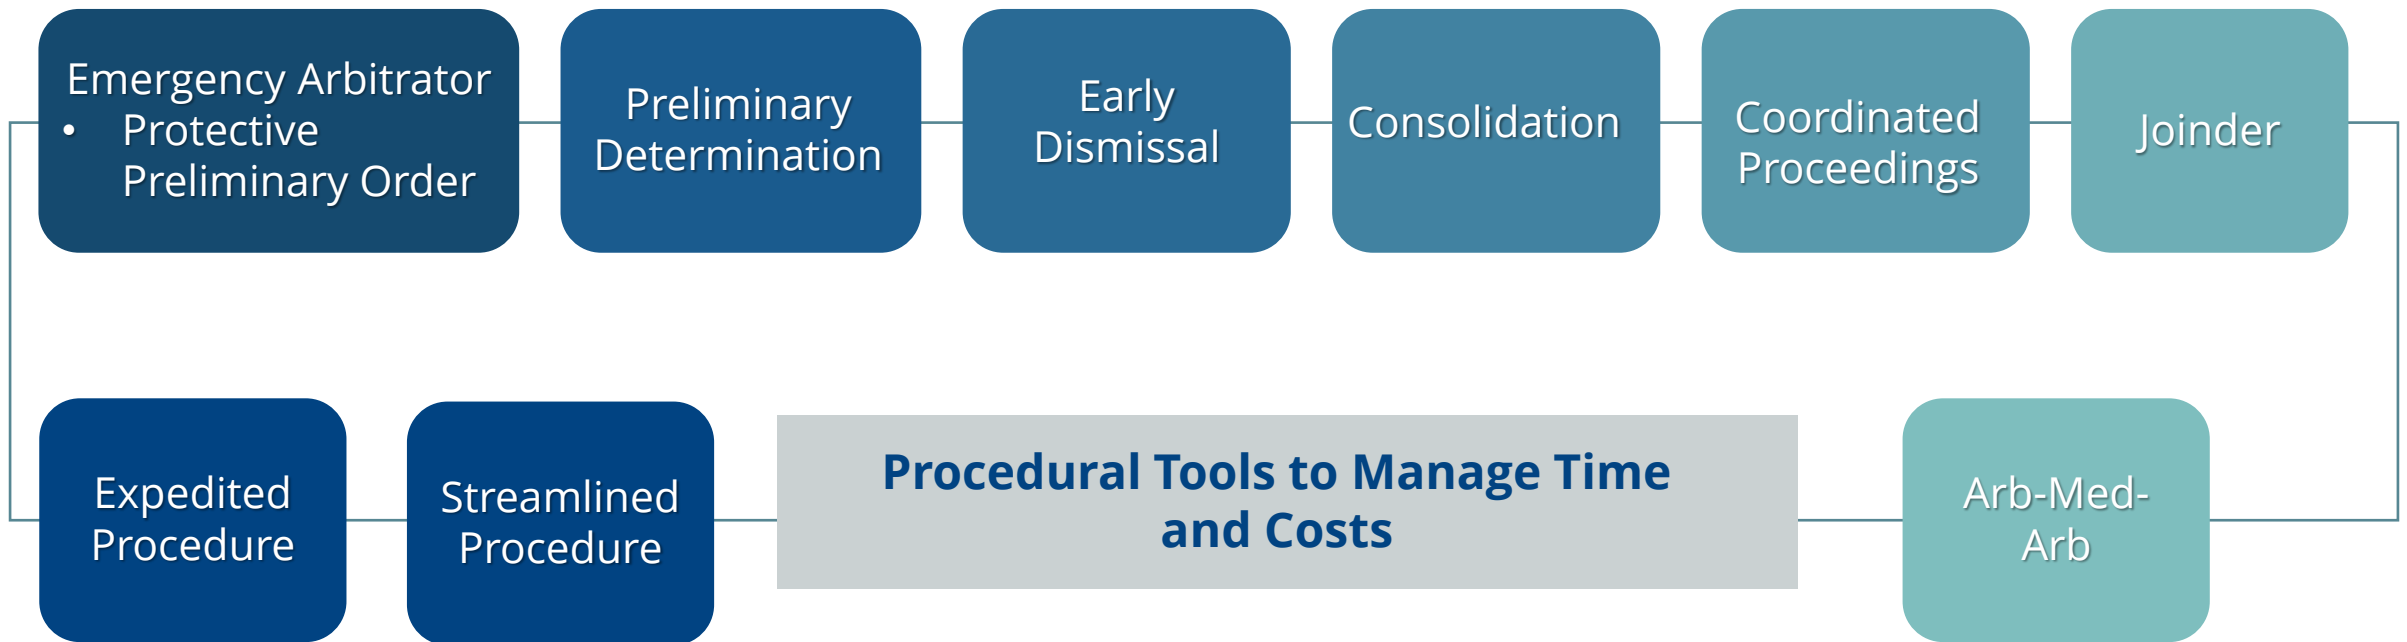 Emergency Arbitrator
• Protective
Preliminary Order
Preliminary
Determination
Early
Dismissal
Consolidation
Coordinated
Proceedings
Joinder
Expedited
Procedure
Streamlined
Procedure
Procedural Tools to Manage Time
and Costs
Arb-Med-
Arb